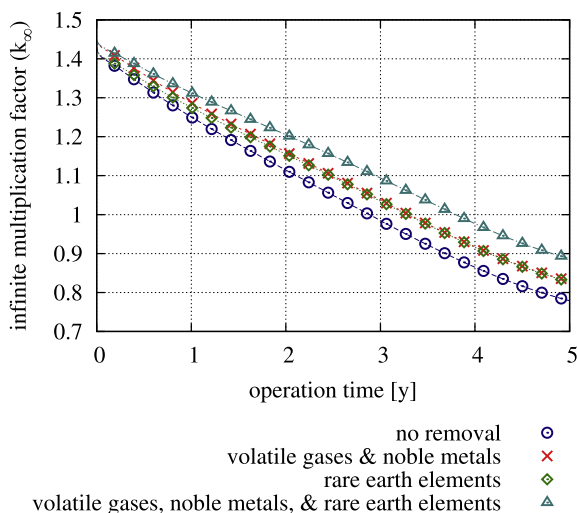 infinite multiplication factor (k∞)
1.5
1.4
1.3
1.2
1.1
1
0.9
0.8
0.7
0
1
2
3
4
5
operation time [y]
no removal
volatile gases & noble metals
rare earth elements
volatile gases, noble metals, & rare earth elements